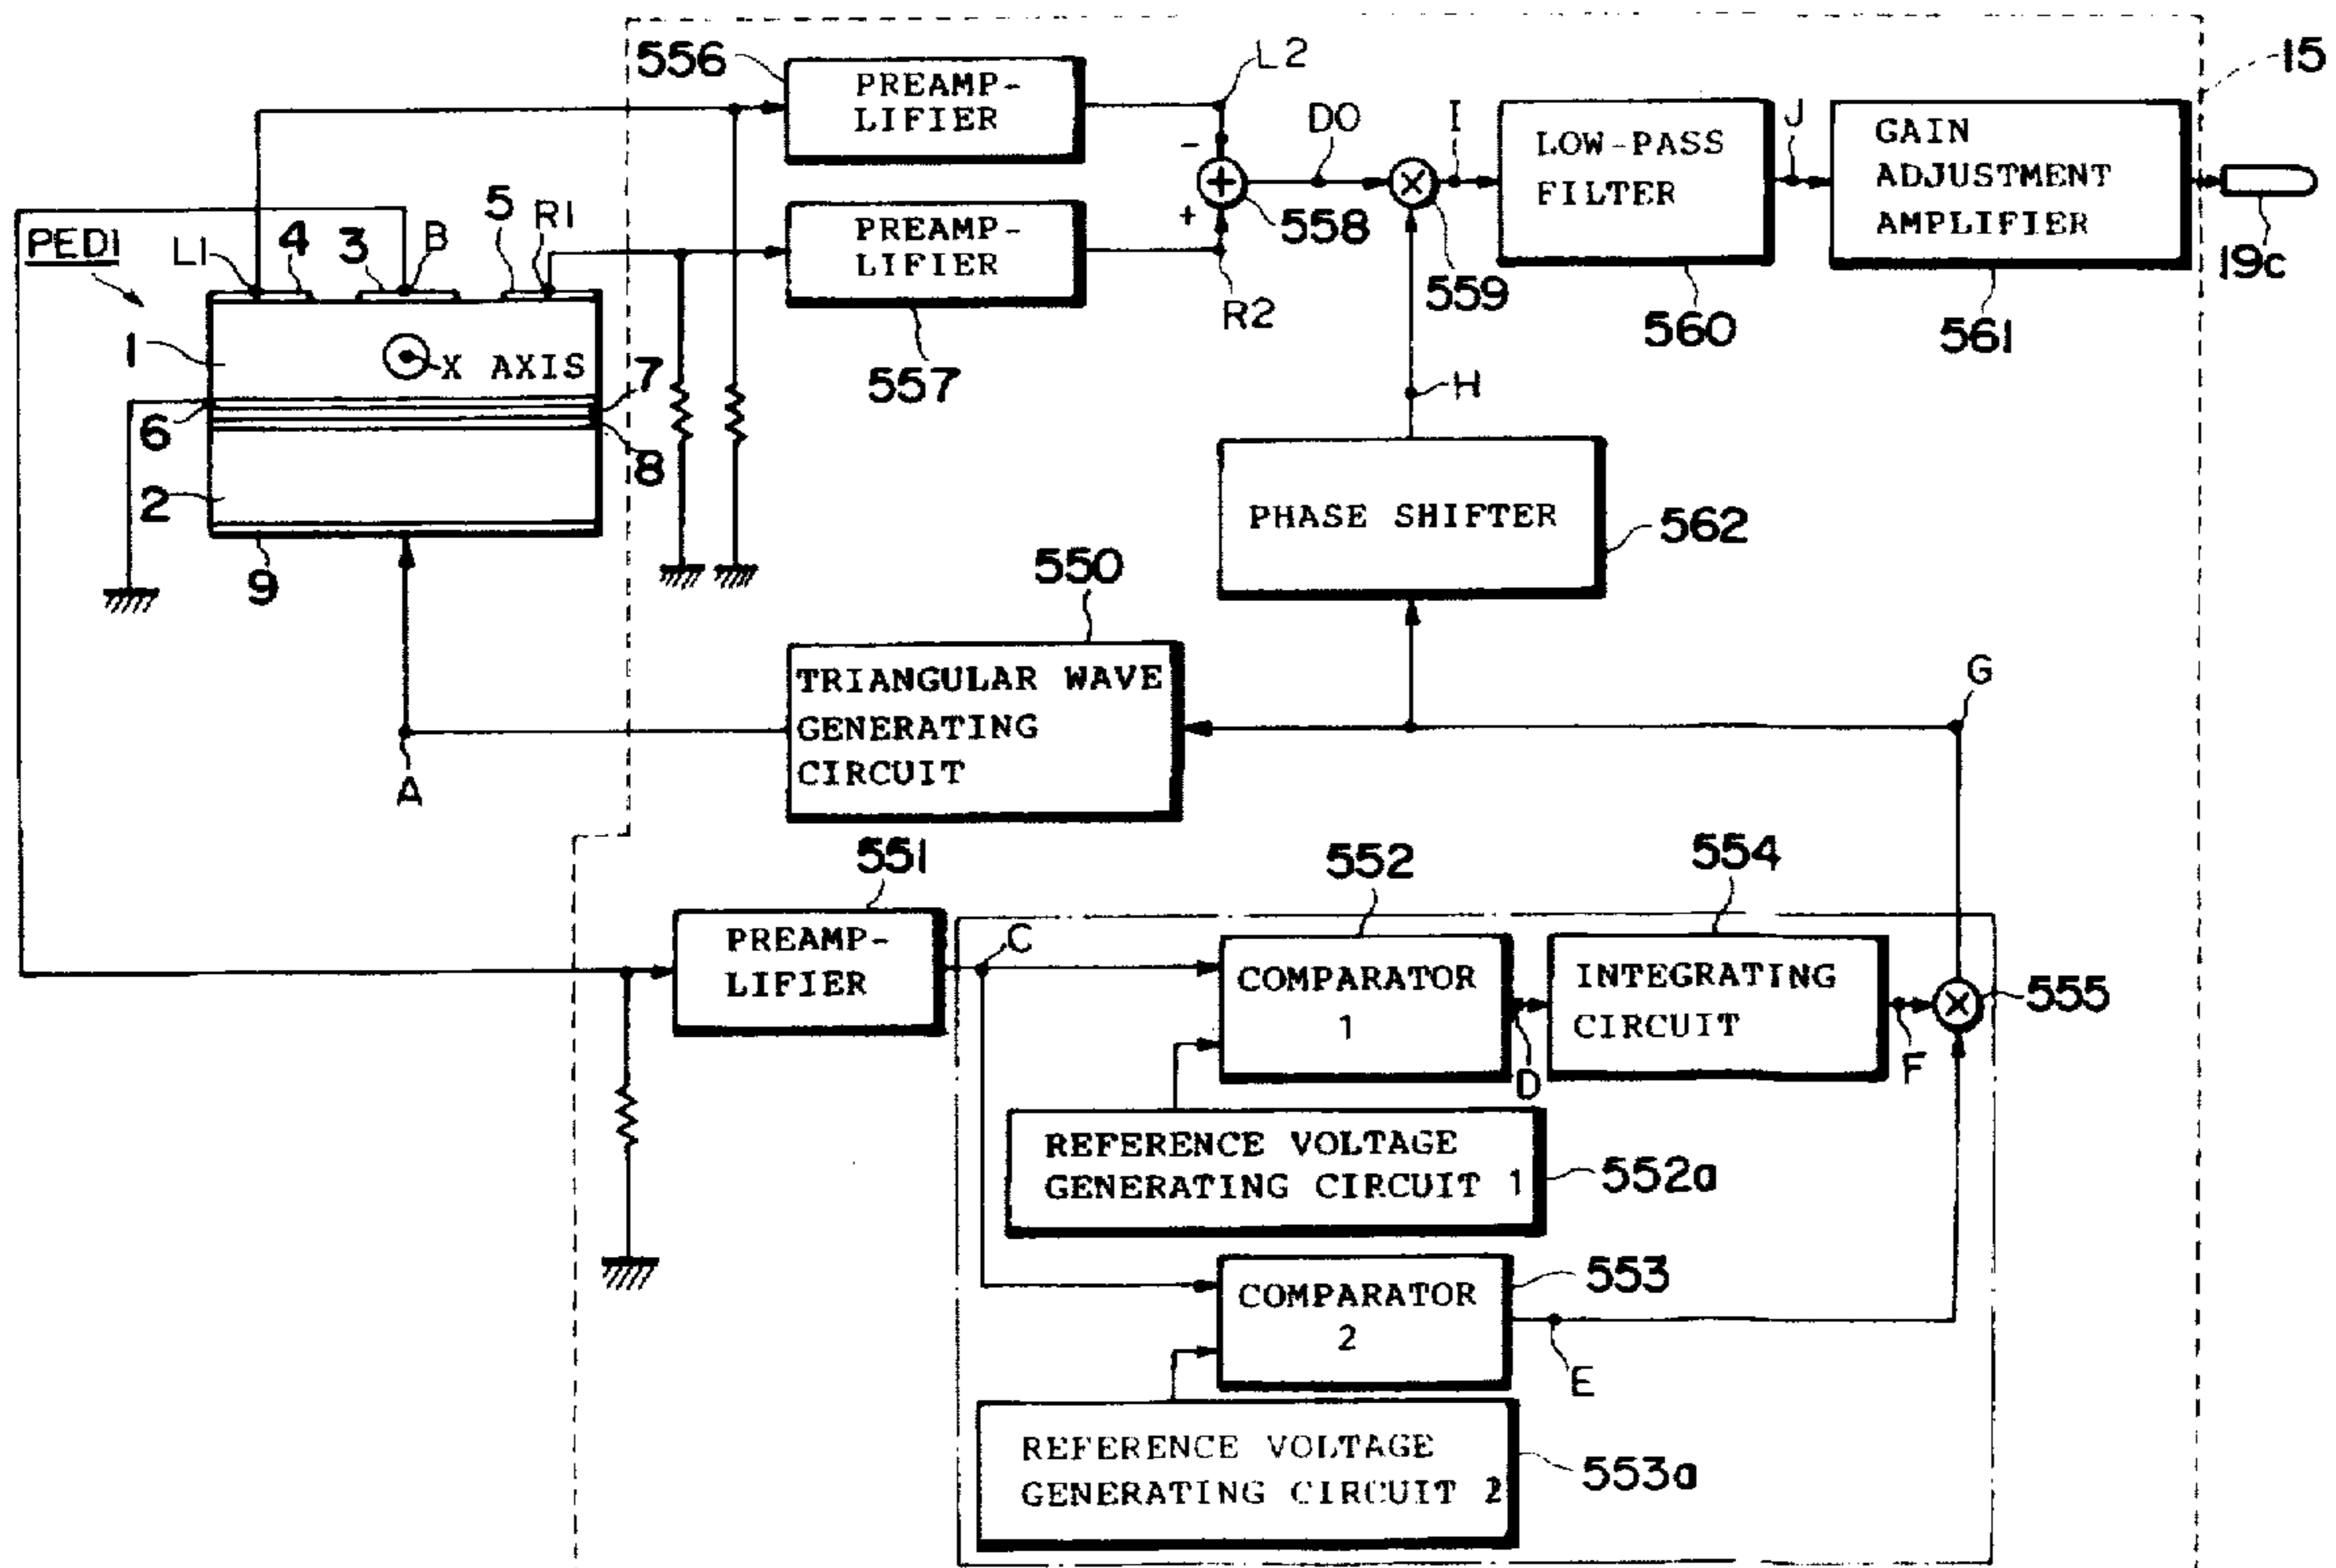 556
PREAMP-
LIFIER
L2
15
DO
I
LOW-PASS
FILTER
J
GAIN
ADJUSTMENT
AMPLIFIER
-
+
558
559
560
561
19c
PREAMP-
LIFIER
557
R2
PED1
L1
4
3
B
5
R1
1
X AXIS
7
6
8
2
9
H
PHASE SHIFTER
562
550
TRIANGULAR WAVE
GENERATING
CIRCUIT
G
A
551
PREAMP-
LIFIER
C
552
COMPARATOR
1
D
554
INTEGRATING
CIRCUIT
F
555
REFERENCE VOLTAGE
GENERATING CIRCUIT 1
552a
COMPARATOR
2
553
E
REFERENCE VOLTAGE
GENERATING CIRCUIT 2
553a